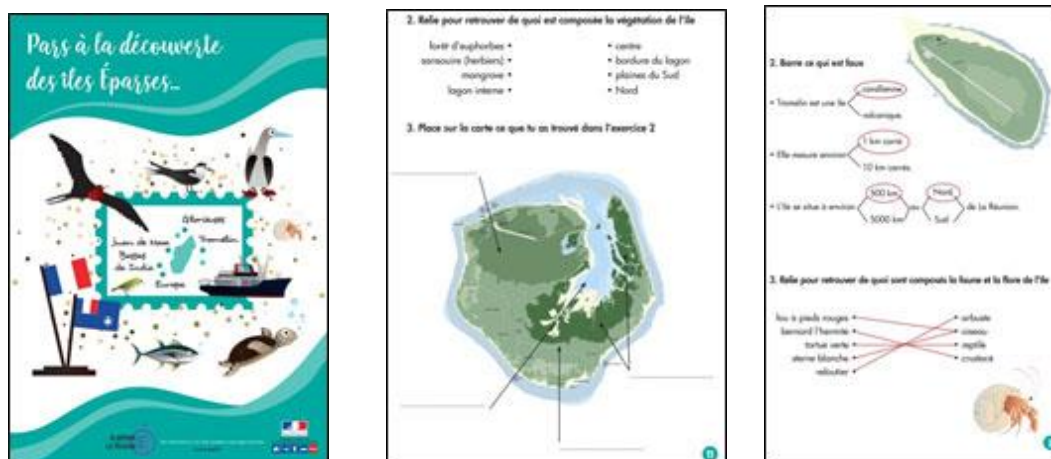 Pars à la découverte
des îles Éparses...
Glorieuses
Juan de Nova
Tromelin
Bassas
da India
Europa
2. Relie pour retrouver de quoi est composée la végétation de l'île
forêt d'euphorbes • • centre
sansouire (herbiers) • • bordure du lagon
mangrove • • plaines du Sud
lagon interne • • Nord
3. Place sur la carte ce que tu as trouvé dans l'exercice 2
11
2. Barre ce qui est faux
• Tromelin est une île
corallienne
volcanique.
• Elle mesure environ
1 km carré
10 km carrés.
• L'île se situe à environ
500 km
5000 km
au
Nord
Sud
de La Réunion.
3. Relie pour retrouver de quoi sont composés la faune et la flore de l'île
fou à pieds rouges • • arbuste
bernard l'hermite • • oiseau
tortue verte • • reptile
sterne blanche • • crustacé
veloutier •